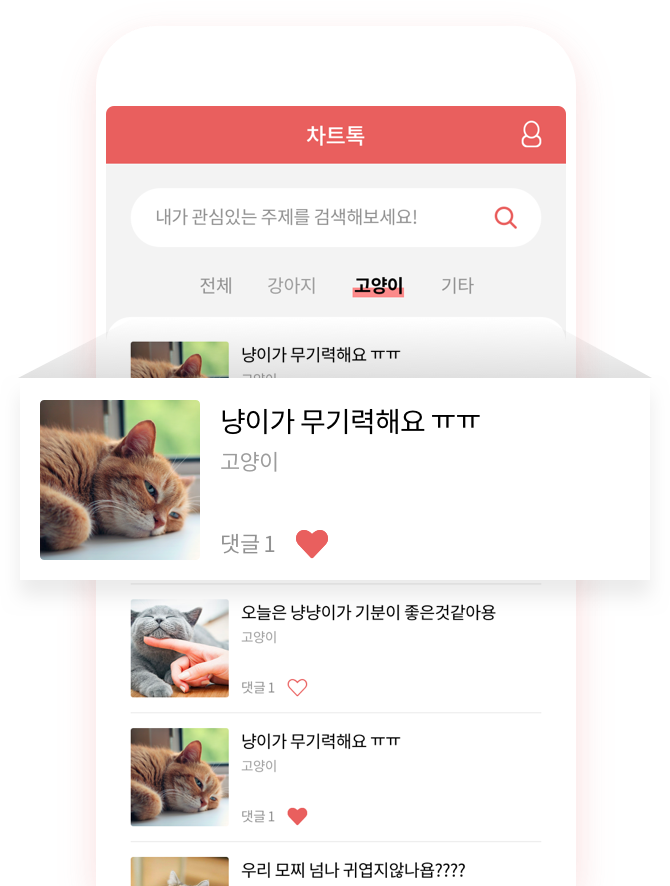 차트톡
내가 관심있는 주제를 검색해보세요!
전체 강아지 고양이 기타
냥이가 무기력해요 ㅠㅠ
고양이
냥이가 무기력해요 ㅠㅠ
고양이
댓글 1
오늘은 냥냥이가 기분이 좋은것같아용
고양이
댓글 1
냥이가 무기력해요 ㅠㅠ
고양이
댓글 1
우리 모찌 넘나 귀엽지않나욥????